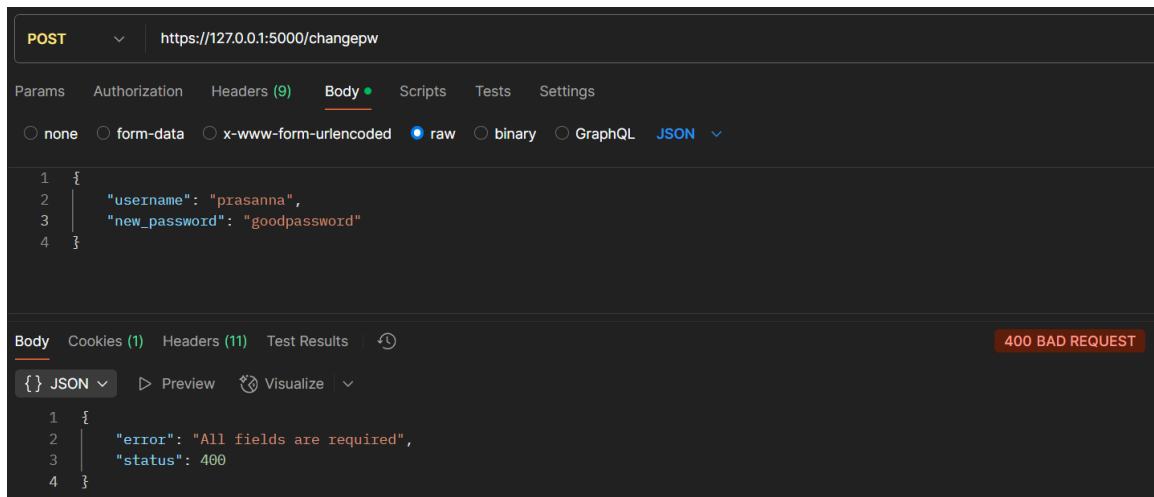 POST https://127.0.0.1:5000/changepw
Params Authorization Headers (9) Body Scripts Tests Settings
none form-data x-www-form-urlencoded raw binary GraphQL JSON
1 {
2 "username": "prasanna",
3 "new_password": "goodpassword"
4 }
Body Cookies (1) Headers (11) Test Results 400 BAD REQUEST
{} JSON Preview Visualize
1 {
2 "error": "All fields are required",
3 "status": 400
4 }